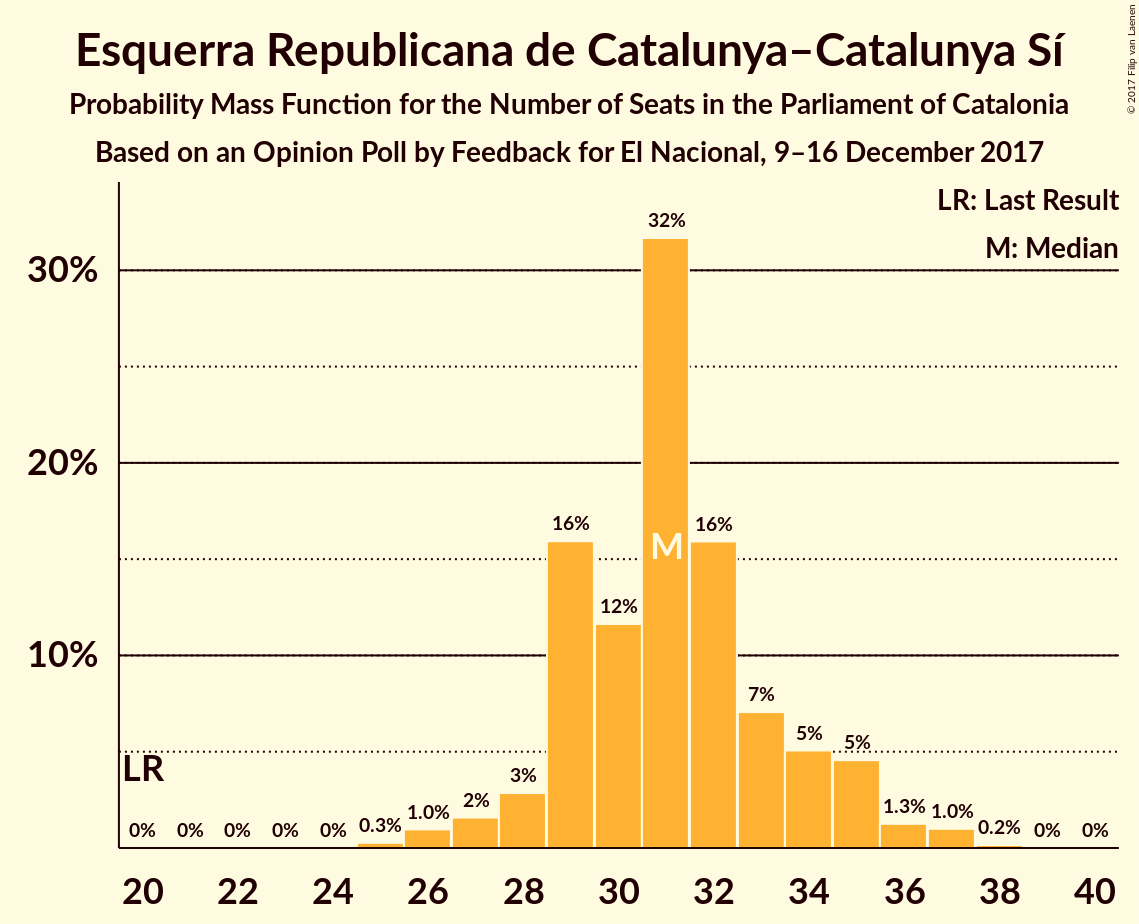 Esquerra Republicana de Catalunya–Catalunya Sí
Probability Mass Function for the Number of Seats in the Parliament of Catalonia
Based on an Opinion Poll by Feedback for El Nacional, 9–16 December 2017
© 2017 Filip van Laenen
LR: Last Result
M: Median
30%
20%
10%
32%
16%
M
16%
12%
7%
5%
5%
LR
3%
2%
1.0%
1.3%
1.0%
0% 0% 0% 0% 0% 0.3%
0.2% 0% 0%
20 22 24 26 28 30 32 34 36 38 40